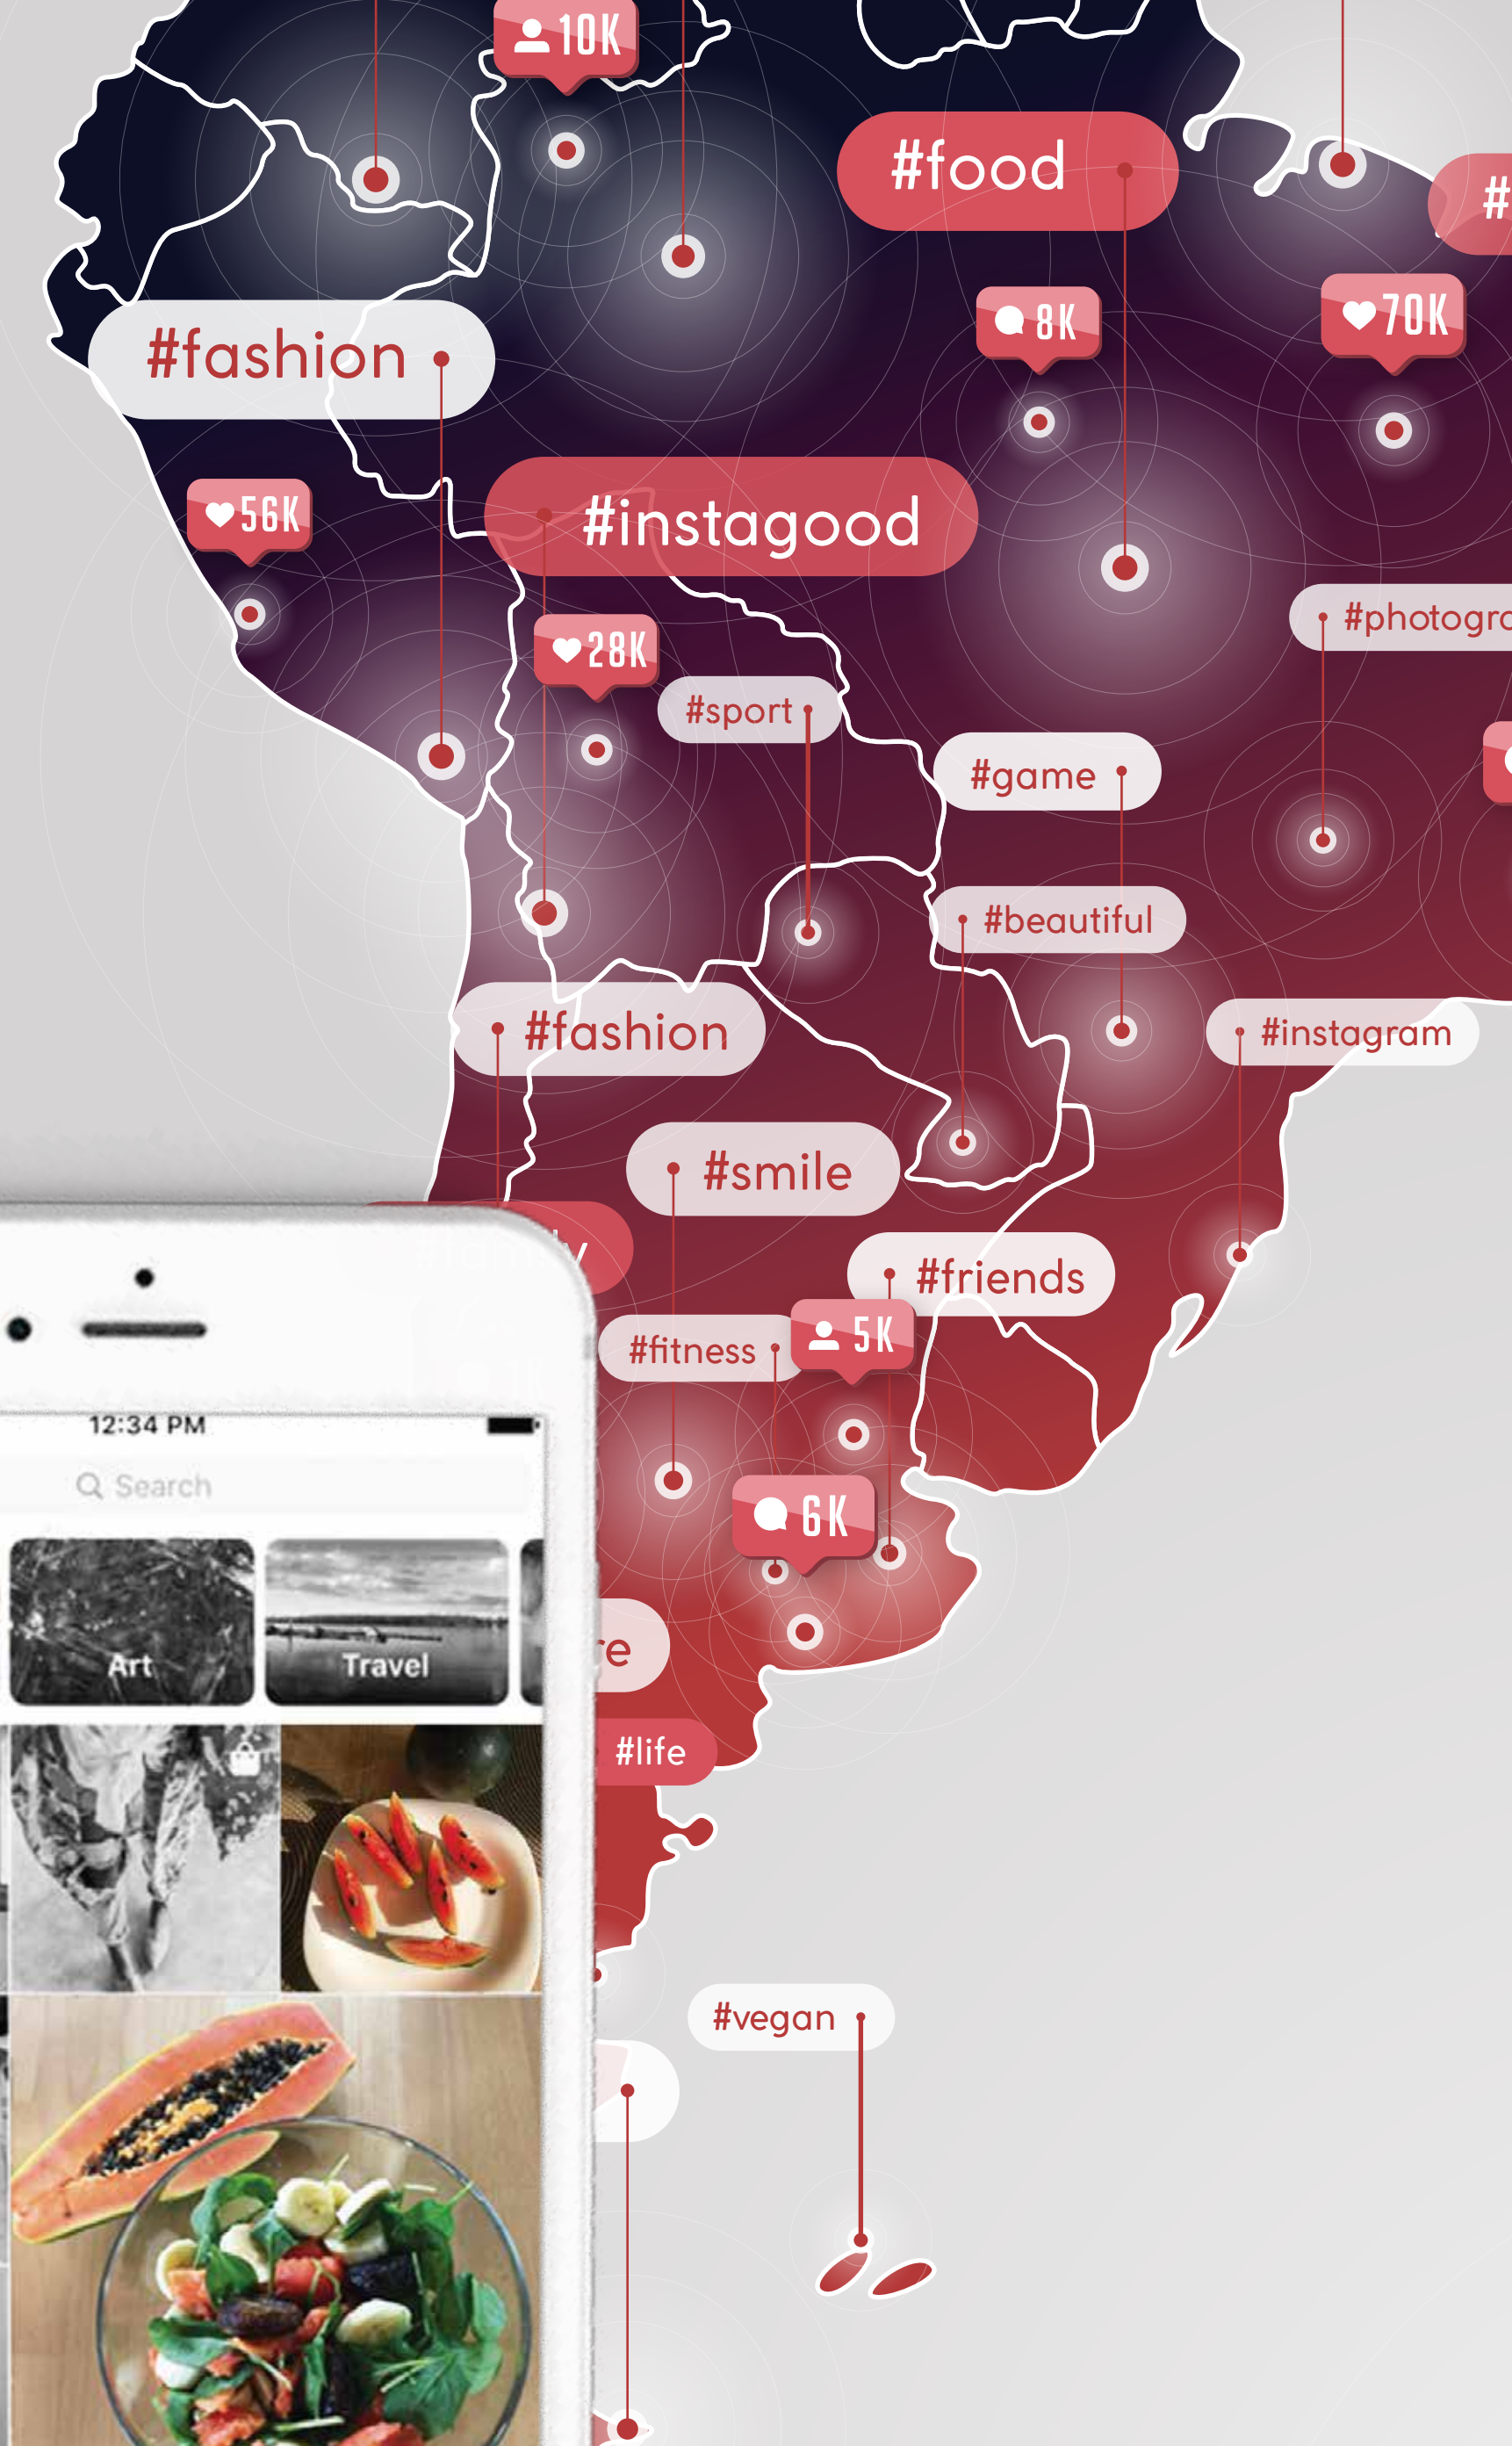 10K
#food
#
#fashion
8K
70K
56K
#instagood
28K
#photogra
#sport
#game
#beautiful
#fashion
#instagram
#smile
#friends
#fitness
5K
12:34 PM
Search
6K
Art
Travel
re
#life
#vegan